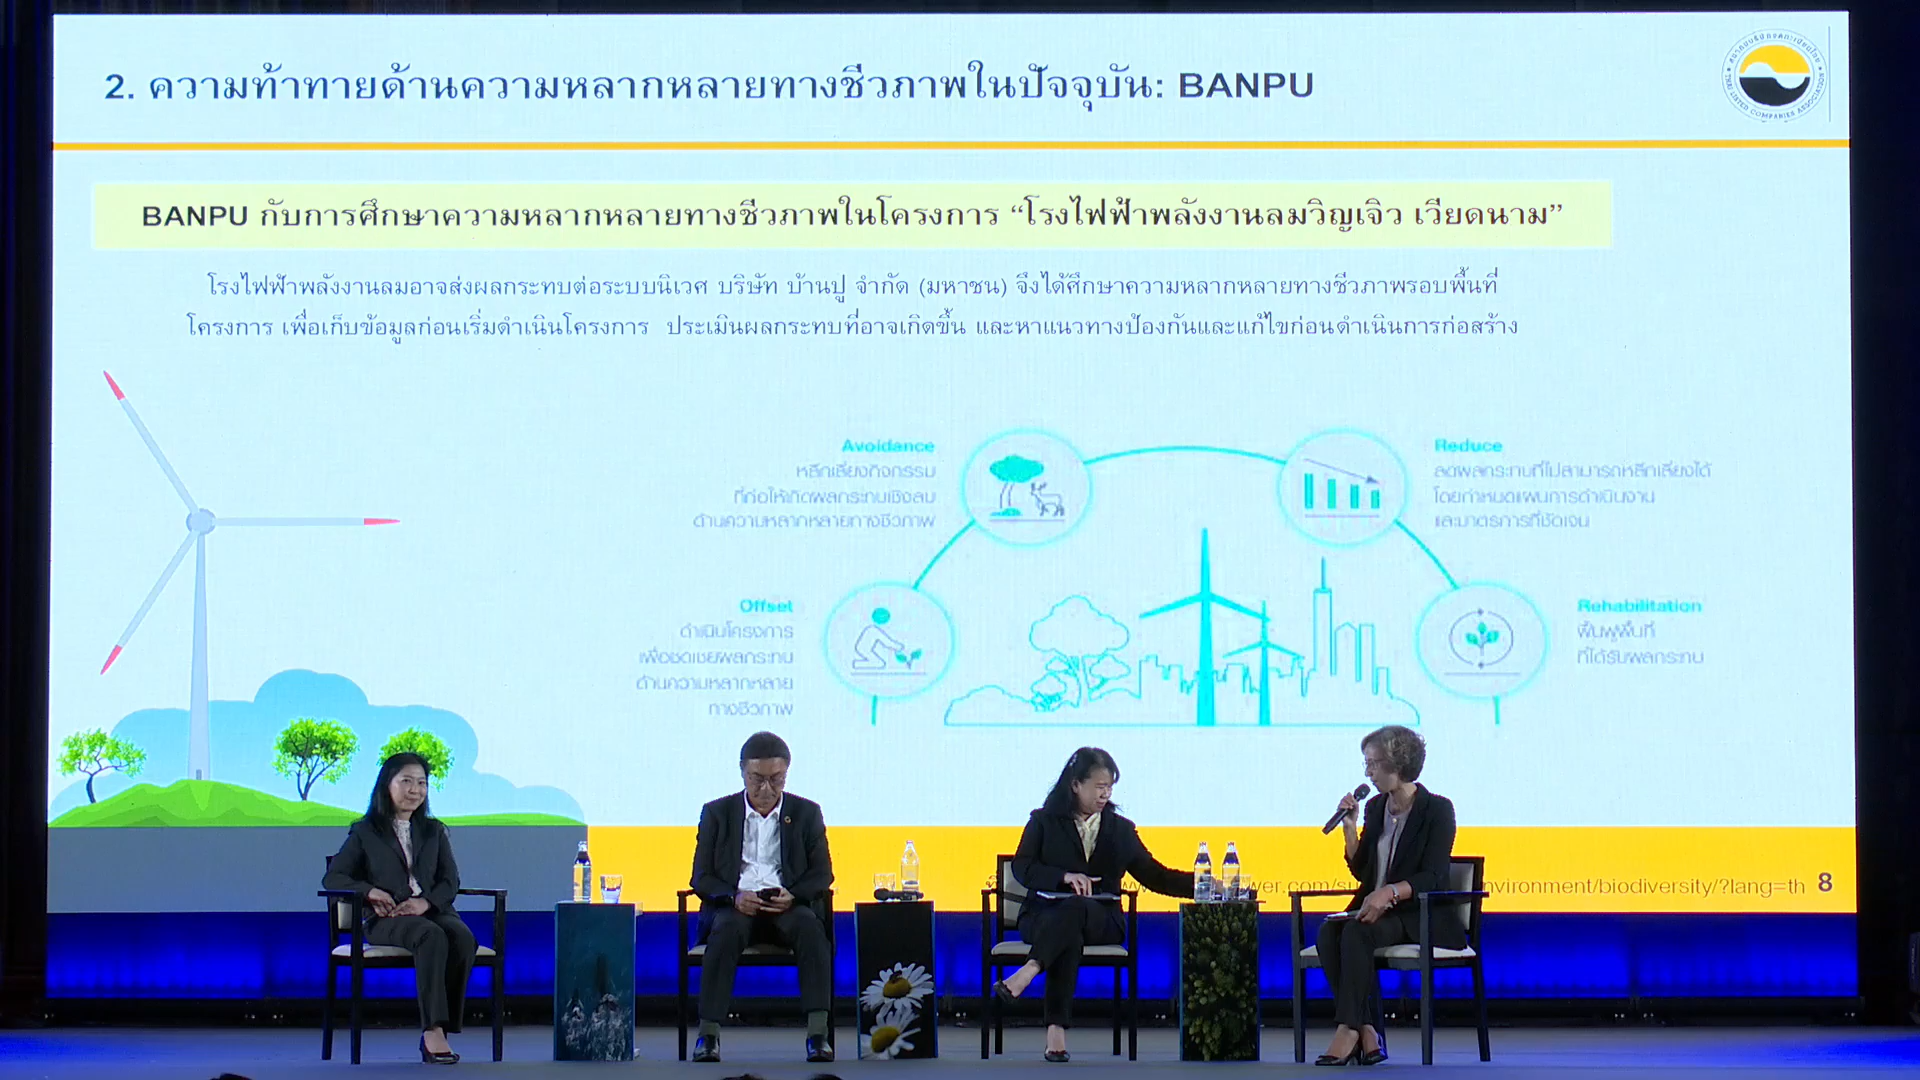 2. ความท้าทายด้านความหลากหลายทางชีวภาพในปัจจุบัน: BANPU
THAI LISTED COMPANIES ASSOCIATION
BANPU กับการศึกษาความหลากหลายทางชีวภาพในโครงการ “โรงไฟฟ้าพลังงานลมวิญเจิว เวียดนาม”
โรงไฟฟ้าพลังงานลมอาจส่งผลกระทบต่อระบบนิเวศ บริษัท บ้านปู จำกัด (มหาชน) จึงได้ศึกษาความหลากหลายทางชีวภาพรอบพื้นที่
โครงการ เพื่อเก็บข้อมูลก่อนเริ่มดำเนินโครงการ ประเมินผลกระทบที่อาจเกิดขึ้น และหาแนวทางป้องกันและแก้ไขก่อนดำเนินการก่อสร้าง
Avoidance
หลีกเลี่ยงกิจกรรม
ที่ก่อให้เกิดผลกระทบเชิงลบ
ด้านความหลากหลายทางชีวภาพ
Reduce
ลดผลกระทบที่ไม่สามารถหลีกเลี่ยงได้
โดยกำหนดแผนการดำเนินงาน
และมาตรการที่ชัดเจน
Offset
ดำเนินโครงการ
เพื่อชดเชยผลกระทบ
ด้านความหลากหลาย
ทางชีวภาพ
Rehabilitation
ฟื้นฟูพื้นที่
ที่ได้รับผลกระทบ
wer.com/su nvironment/biodiversity/?lang=th 8